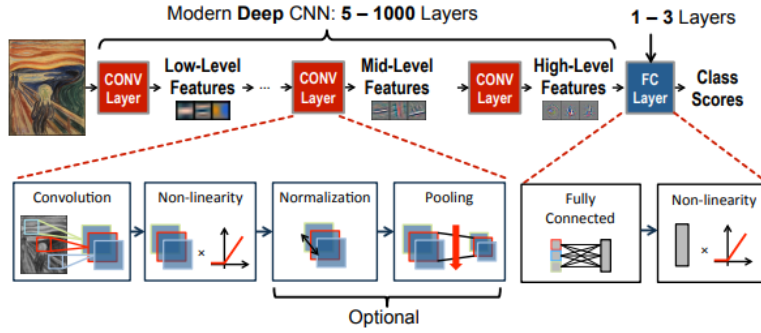 Modern Deep CNN: 5 – 1000 Layers
1 – 3 Layers
CONV
Layer
Low-Level
Features
...
CONV
Layer
Mid-Level
Features
CONV
Layer
High-Level
Features
FC
Layer
Class
Scores
Convolution
Non-linearity
×
Normalization
Pooling
Optional
Fully
Connected
Non-linearity
×